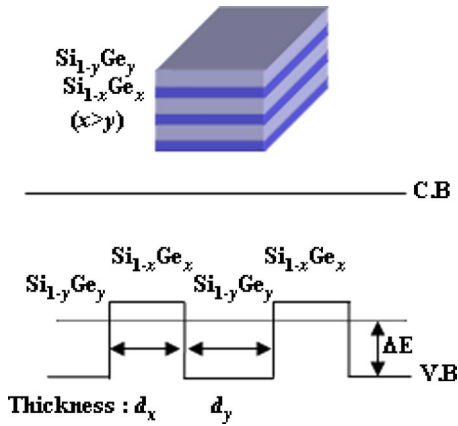 Si1-yGey
Si1-xGex
(x>y)
C.B
Si1-xGex Si1-xGex
Si1-yGey Si1-yGey
ΔE
V.B
Thickness : dx dy